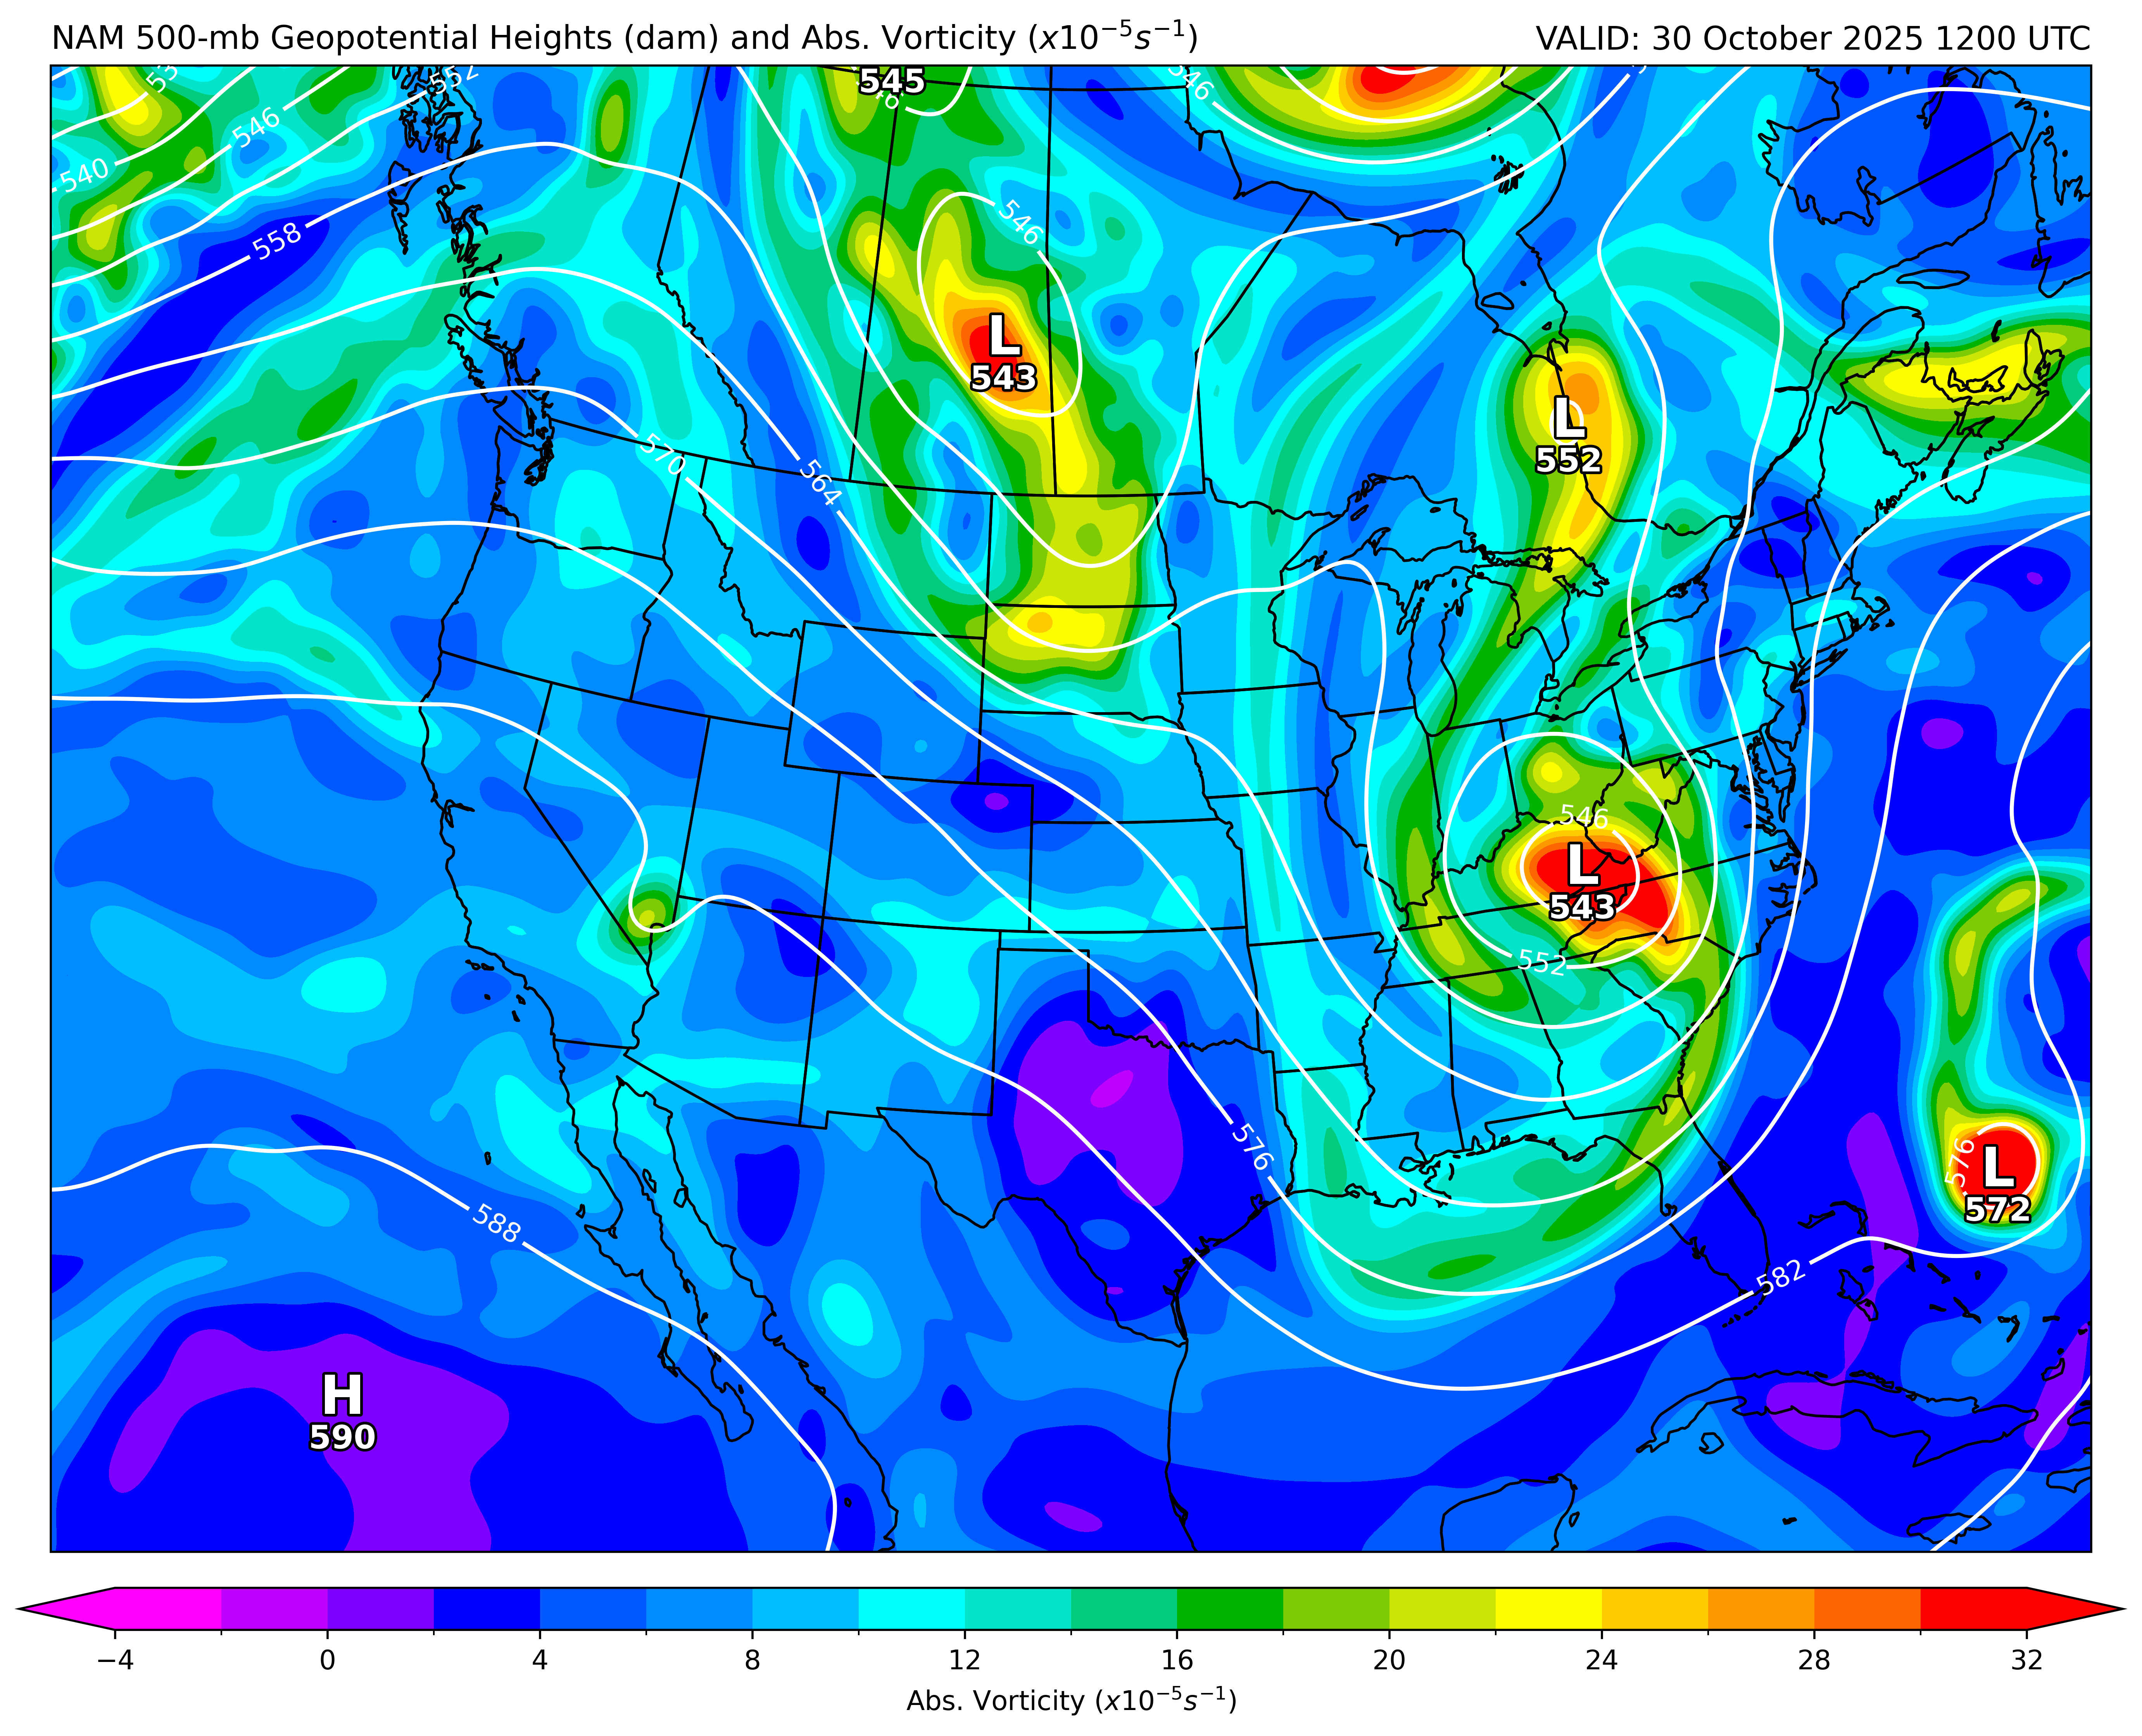 NAM 500-mb Geopotential Heights (dam) and Abs. Vorticity (x10⁻⁵s⁻¹)
VALID: 30 October 2025 1200 UTC
552
545
546
546
540
558
546
L
543
L
552
570
564
546
L
543
552
576
576
L
572
588
582
H
590
−4 0 4 8 12 16 20 24 28 32
Abs. Vorticity (x10⁻⁵s⁻¹)